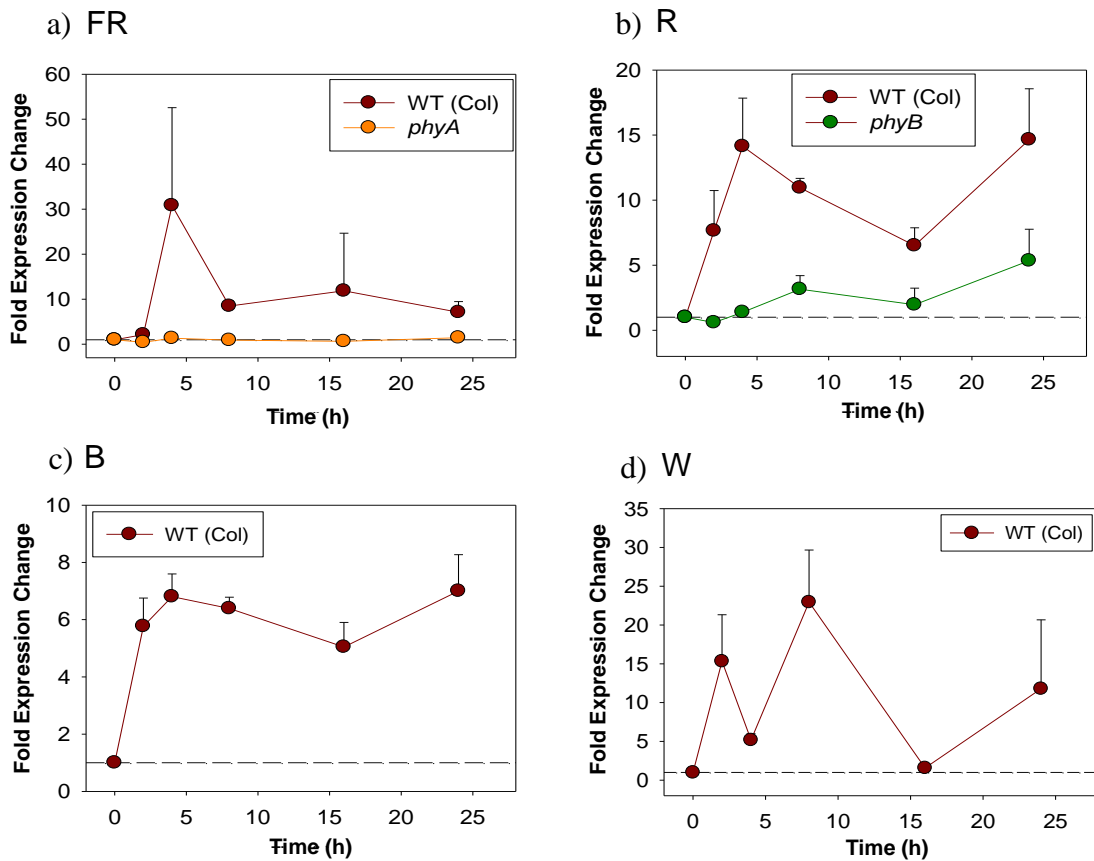 a) FR
60
50
40
30
20
10
0
Fold Expression Change
WT (Col)
phyA
0 5 10 15 20 25
Time (h)
b) R
20
15
10
5
0
Fold Expression Change
WT (Col)
phyB
0 5 10 15 20 25
Time (h)
c) B
10
8
6
4
2
0
Fold Expression Change
WT (Col)
0 5 10 15 20 25
Time (h)
d) W
35
30
25
20
15
10
5
0
Fold Expression Change
WT (Col)
0 5 10 15 20 25
Time (h)